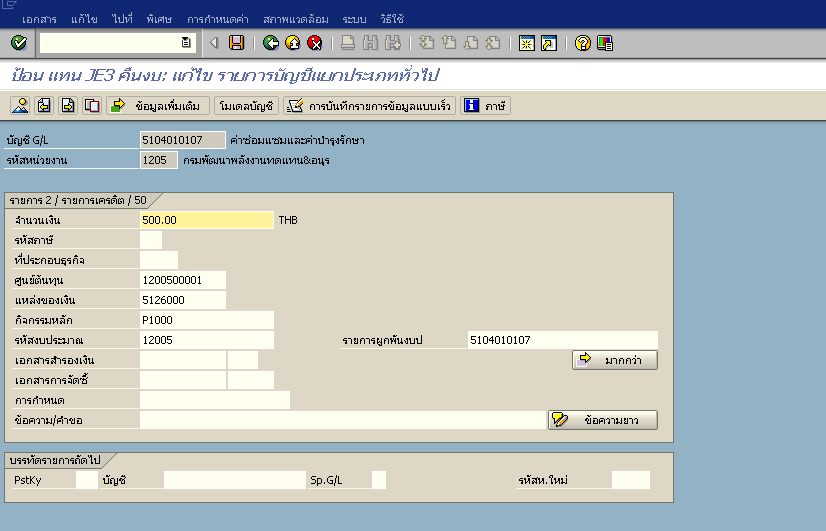 เอกสาร แก้ไข ไปที่ พิเศษ การกำหนดค่า สภาพแวดล้อม ระบบ วิธีใช้
ป้อน แทน JE3 คืนงบ: แก้ไข รายการบัญชีแยกประเภททั่วไป
ข้อมูลเพิ่มเติม โมเดลบัญชี การบันทึกรายการข้อมูลแบบเร็ว ภาษี
บัญชี G/L 5104010107 ค่าซ่อมแซมและค่าบำรุงรักษา
รหัสหน่วยงาน 1205 กรมพัฒนาพลังงานทดแทน&อนุร
รายการ 2 / รายการเครดิต / 50
จำนวนเงิน 500.00 THB
รหัสภาษี
ที่ประกอบธุรกิจ
ศูนย์ต้นทุน 1200500001
แหล่งของเงิน 5126000
กิจกรรมหลัก P1000
รหัสงบประมาณ 12005 รายการผูกพันงบป 5104010107
เอกสารสำรองเงิน มากกว่า
เอกสารการจัดซื้
การกำหนด
ข้อความ/คำขอ ข้อความยาว
บรรทัดรายการถัดไป
PstKy บัญชี Sp.G/L รหัสห.ใหม่